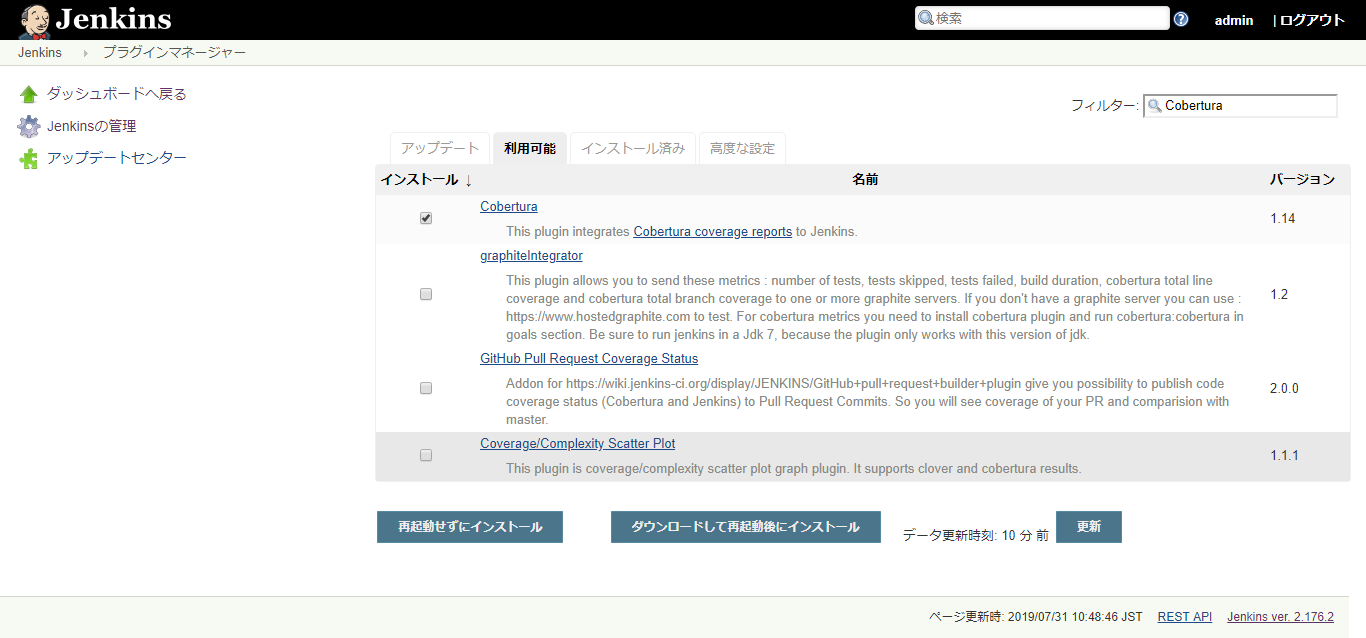 Jenkins
検索
admin
| ログアウト
Jenkins
プラグインマネージャー
ダッシュボードへ戻る
Jenkinsの管理
アップデートセンター
フィルター: Cobertura
アップデート
利用可能
インストール済み
高度な設定
インストール ↓
名前
バージョン
Cobertura
This plugin integrates Cobertura coverage reports to Jenkins.
1.14
graphiteIntegrator
This plugin allows you to send these metrics : number of tests, tests skipped, tests failed, build duration, cobertura total line
coverage and cobertura total branch coverage to one or more graphite servers. If you don't have a graphite server you can use :
https://www.hostedgraphite.com to test. For cobertura metrics you need to install cobertura plugin and run cobertura:cobertura in
goals section. Be sure to run jenkins in a Jdk 7, because the plugin only works with this version of jdk.
1.2
GitHub Pull Request Coverage Status
Addon for https://wiki.jenkins-ci.org/display/JENKINS/GitHub+pull+request+builder+plugin give you possibility to publish code
coverage status (Cobertura and Jenkins) to Pull Request Commits. So you will see coverage of your PR and comparision with
master.
2.0.0
Coverage/Complexity Scatter Plot
This plugin is coverage/complexity scatter plot graph plugin. It supports clover and cobertura results.
1.1.1
再起動せずにインストール
ダウンロードして再起動後にインストール
データ更新時刻: 10 分 前
更新
ページ更新時: 2019/07/31 10:48:46 JST
REST API
Jenkins ver. 2.176.2